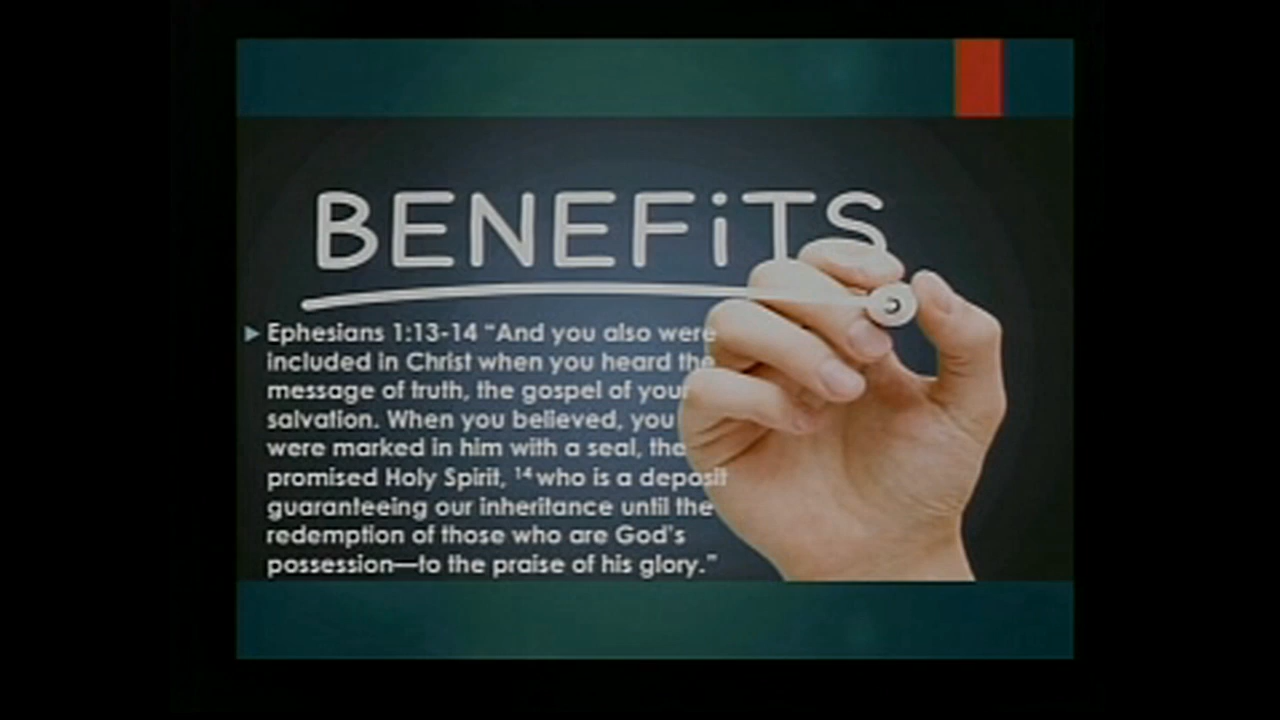 BENEFiTS
Ephesians 1:13-14 “And you also were
included in Christ when you heard the
message of truth, the gospel of your
salvation. When you believed, you
were marked in him with a seal, the
promised Holy Spirit, ¹⁴ who is a deposit
guaranteeing our inheritance until the
redemption of those who are God's
possession—to the praise of his glory.”